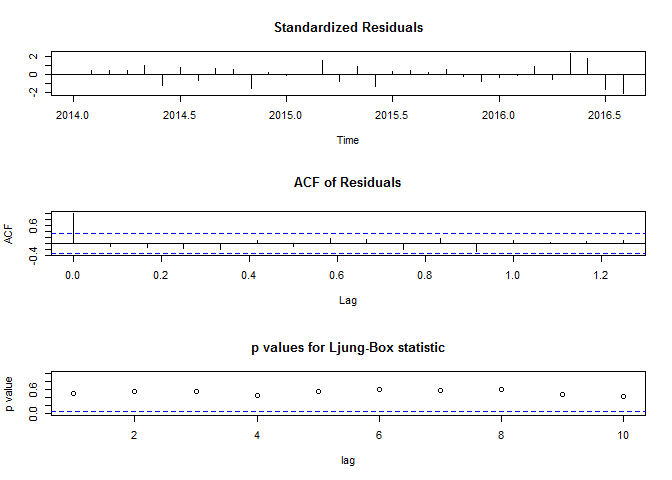 Standardized Residuals
2
0
-2
2014.0 2014.5 2015.0 2015.5 2016.0 2016.5
Time
ACF of Residuals
ACF
0.6
-0.4
0.0 0.2 0.4 0.6 0.8 1.0 1.2
Lag
p values for Ljung-Box statistic
p value
0.6
0.0
2 4 6 8 10
lag